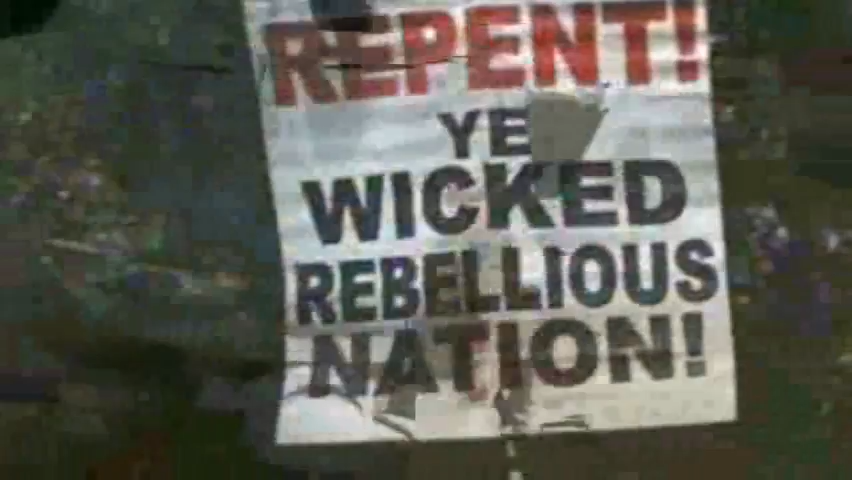 REPENT!
YE
WICKED
REBELLIOUS
NATION!